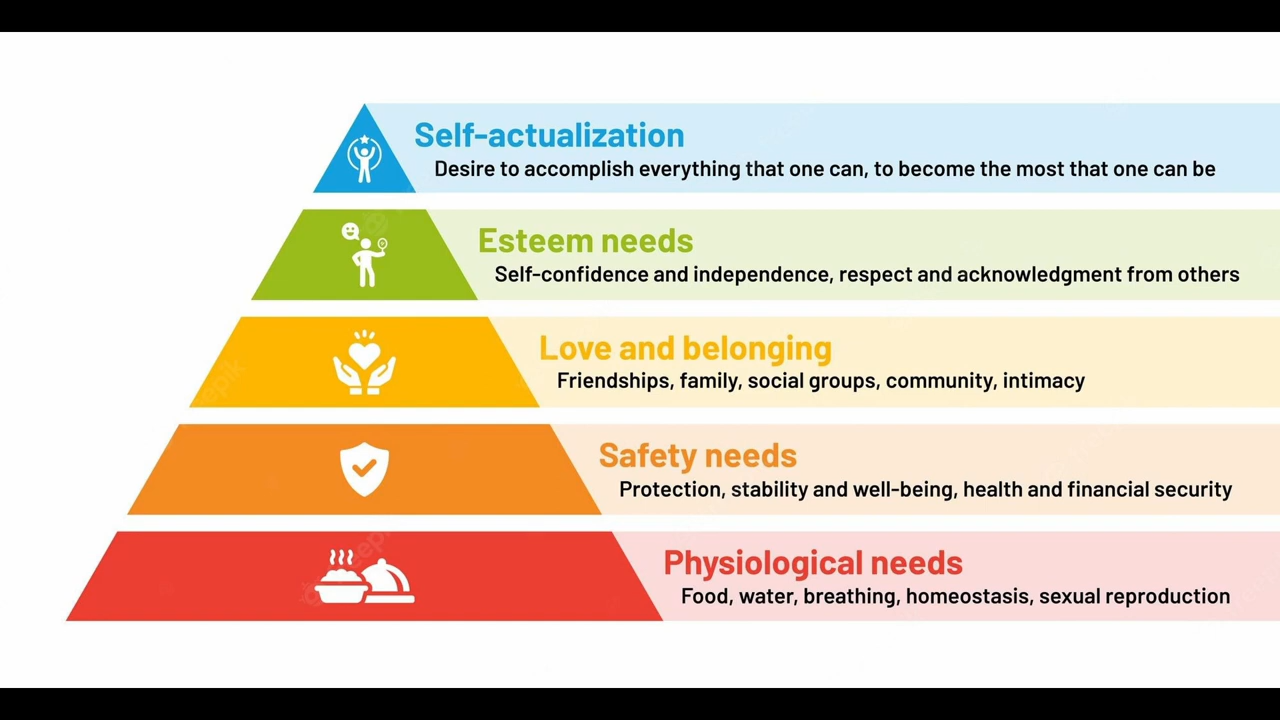 Self-actualization
Desire to accomplish everything that one can, to become the most that one can be
Esteem needs
Self-confidence and independence, respect and acknowledgment from others
Love and belonging
Friendships, family, social groups, community, intimacy
Safety needs
Protection, stability and well-being, health and financial security
Physiological needs
Food, water, breathing, homeostasis, sexual reproduction